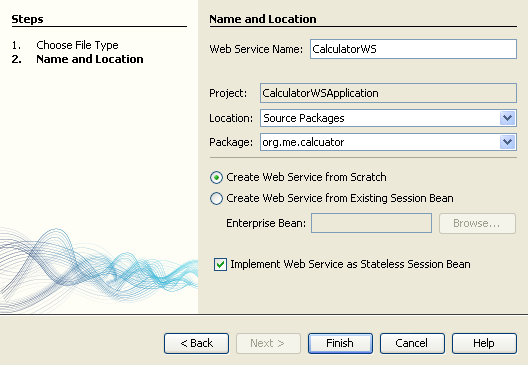 Steps
1. Choose File Type
2. Name and Location
Name and Location
Web Service Name: CalculatorWS
Project: CalculatorWSApplication
Location: Source Packages
Package: org.me.calcuator
Create Web Service from Scratch
Create Web Service from Existing Session Bean
Enterprise Bean: Browse...
Implement Web Service as Stateless Session Bean
< Back Next > Finish Cancel Help